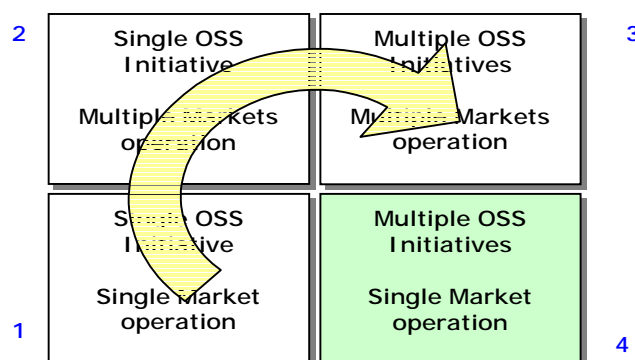 2
Single OSS
Initiative
Multiple Markets
operation
Multiple OSS
Initiatives
Multiple Markets
operation
3
Single OSS
Initiative
Single Market
operation
1
Multiple OSS
Initiatives
Single Market
operation
4